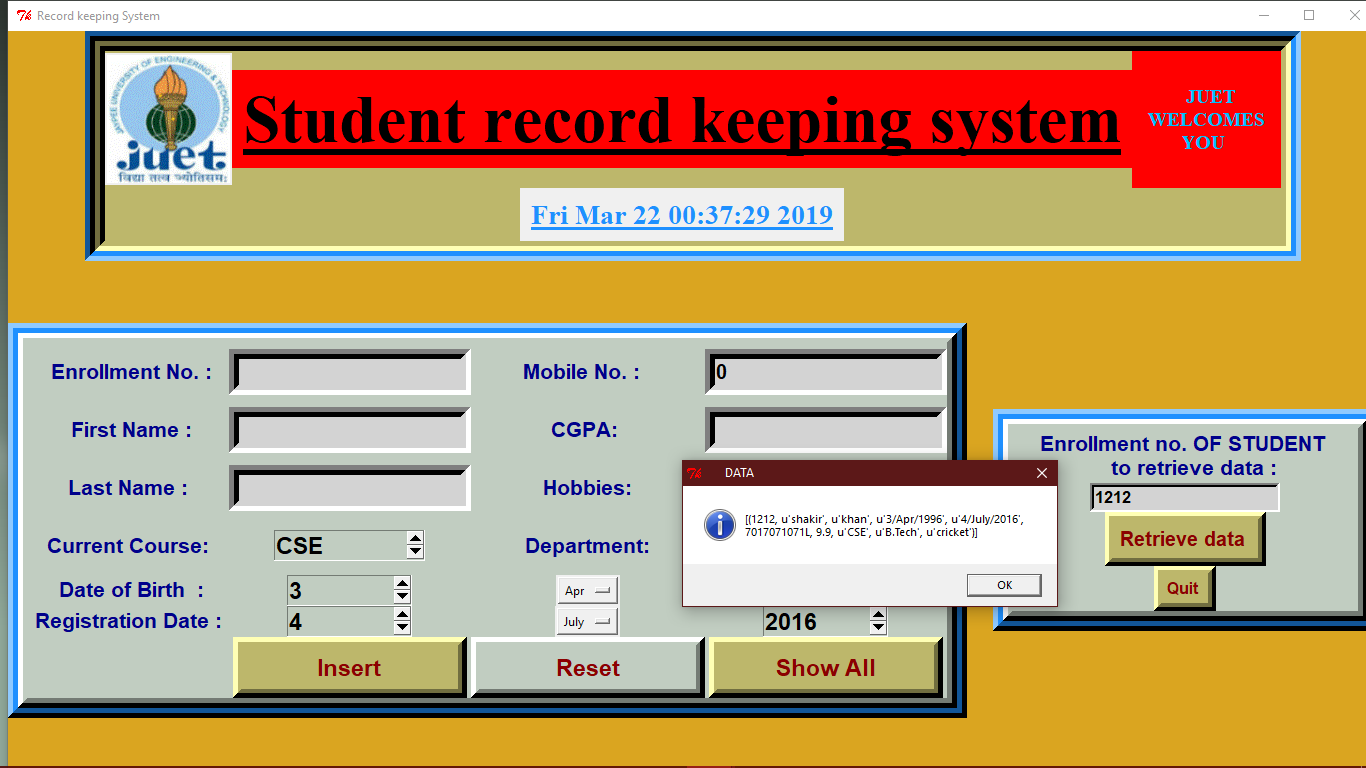 Record keeping System
JAYPEE UNIVERSITY OF ENGINEERING & TECHNOLOGY
juet
विद्या तत्व ज्योतिसमः
Student record keeping system
JUET
WELCOMES
YOU
Fri Mar 22 00:37:29 2019
Enrollment No. :
Mobile No. :
0
First Name :
CGPA:
Last Name :
Hobbies:
Current Course:
CSE
Department:
Date of Birth :
3
Apr
Registration Date :
4
July
2016
Insert
Reset
Show All
Enrollment no. OF STUDENT
to retrieve data :
1212
Retrieve data
Quit
DATA
[(1212, u'shakir', u'khan', u'3/Apr/1996', u'4/July/2016',
7017071071L, 9.9, u'CSE', u'B.Tech', u'cricket')]
OK